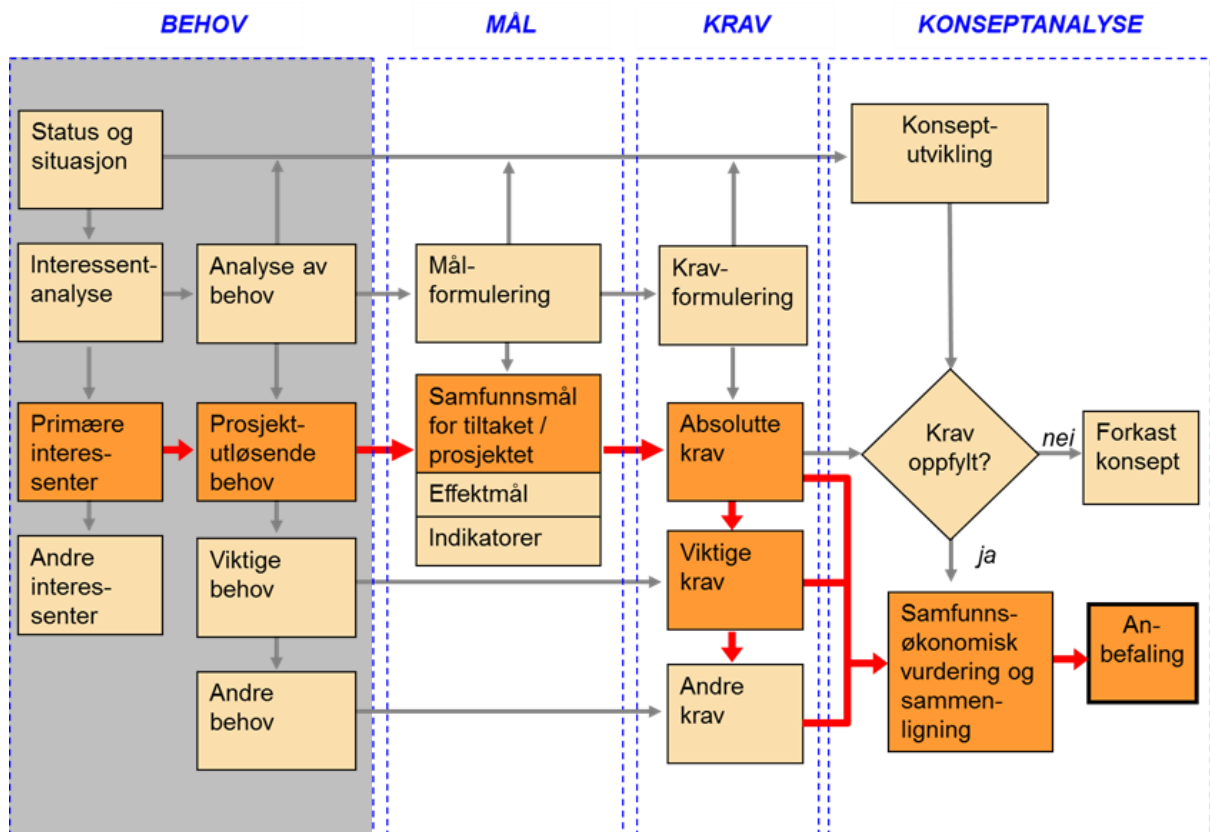 BEHOV
MÅL
KRAV
KONSEPTANALYSE
Status og
situasjon
Konsept-
utvikling
Interessent-
analyse
Analyse av
behov
Mål-
formulering
Krav-
formulering
Primære
interes-
senter
Prosjekt-
utløsende
behov
Samfunnsmål
for tiltaket /
prosjektet
Effektmål
Indikatorer
Absolutte
krav
Krav
oppfylt?
nei
Forkast
konsept
ja
Andre
interes-
senter
Viktige
behov
Viktige
krav
Andre
behov
Andre
krav
Samfunns-
økonomisk
vurdering og
sammen-
ligning
An-
befaling